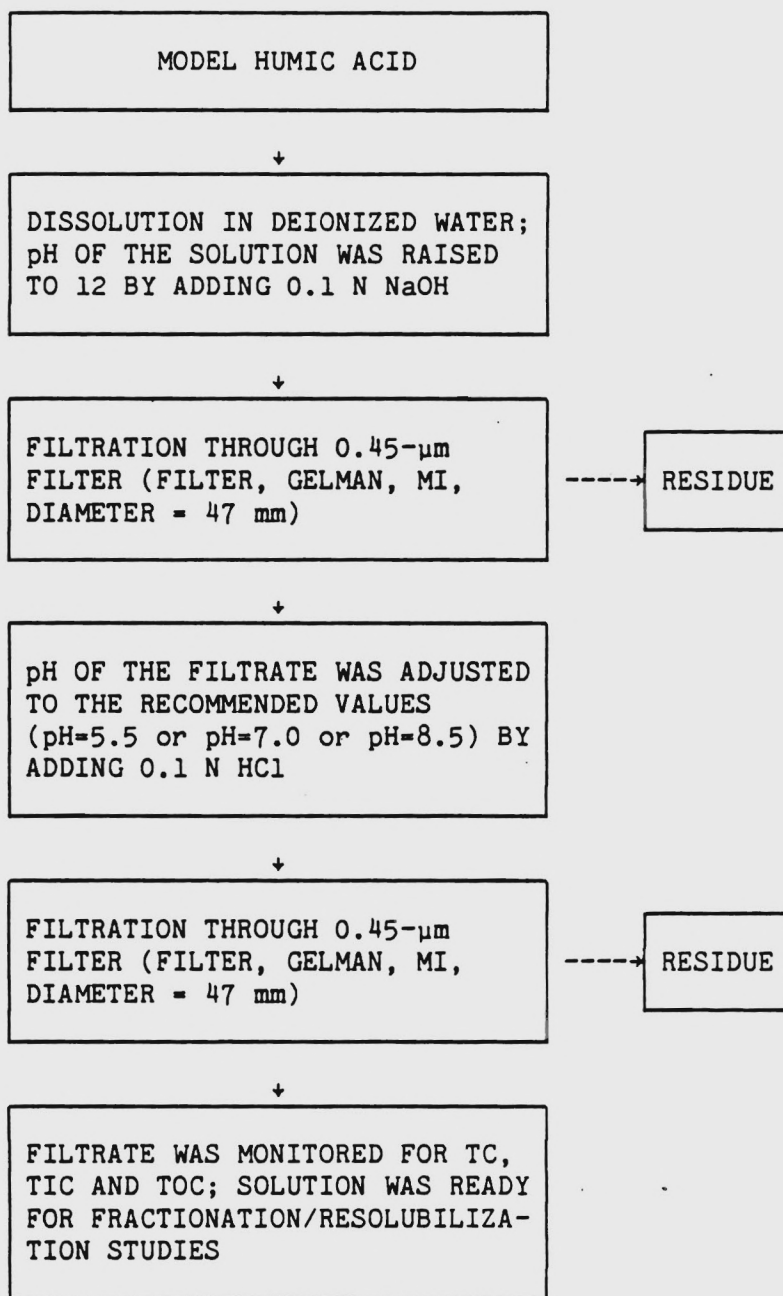 MODEL HUMIC ACID
DISSOLUTION IN DEIONIZED WATER;
pH OF THE SOLUTION WAS RAISED
TO 12 BY ADDING 0.1 N NaOH
FILTRATION THROUGH 0.45-µm
FILTER (FILTER, GELMAN, MI,
DIAMETER = 47 mm)
RESIDUE
pH OF THE FILTRATE WAS ADJUSTED
TO THE RECOMMENDED VALUES
(pH=5.5 or pH=7.0 or pH=8.5) BY
ADDING 0.1 N HCl
FILTRATION THROUGH 0.45-µm
FILTER (FILTER, GELMAN, MI,
DIAMETER = 47 mm)
RESIDUE
FILTRATE WAS MONITORED FOR TC,
TIC AND TOC; SOLUTION WAS READY
FOR FRACTIONATION/RESOLUBILIZA-
TION STUDIES